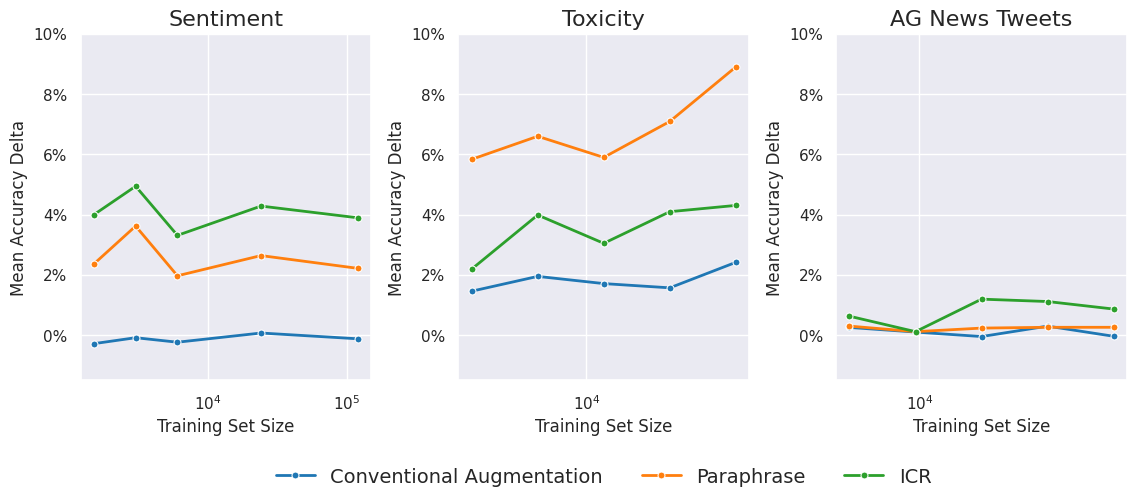 Sentiment
Toxicity
AG News Tweets
10%
8%
6%
4%
2%
0%
Mean Accuracy Delta
10^4
10^5
Training Set Size
10%
8%
6%
4%
2%
0%
Mean Accuracy Delta
10^4
Training Set Size
10%
8%
6%
4%
2%
0%
Mean Accuracy Delta
10^4
Training Set Size
Conventional Augmentation
Paraphrase
ICR